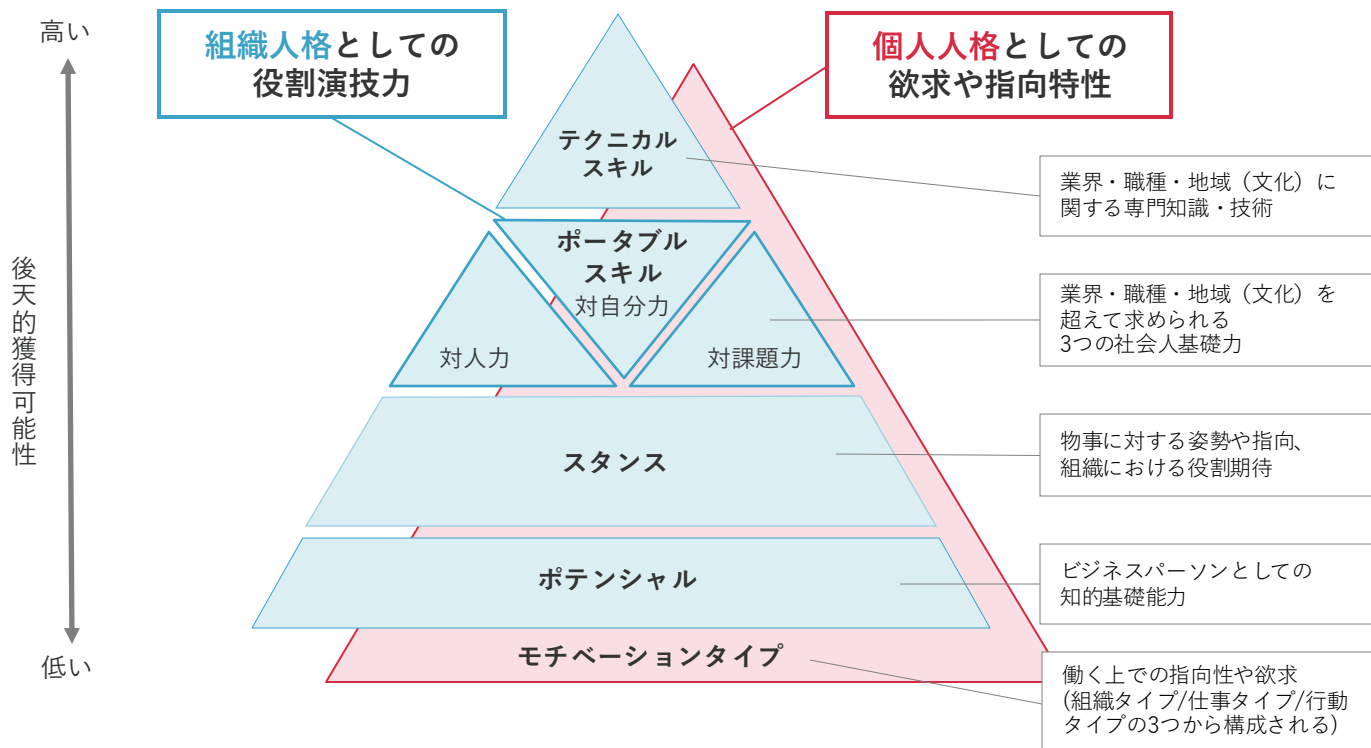 高い
組織人格としての
役割演技力
個人人格としての
欲求や指向特性
テクニカル
スキル
業界・職種・地域（文化）に
関する専門知識・技術
ポータブル
スキル
対自分力
対人力
対課題力
業界・職種・地域（文化）を
超えて求められる
3つの社会人基礎力
後天的獲得可能性
スタンス
物事に対する姿勢や指向、
組織における役割期待
ポテンシャル
ビジネスパーソンとしての
知的基礎能力
低い
モチベーションタイプ
働く上での指向性や欲求
(組織タイプ/仕事タイプ/行動
タイプの3つから構成される)